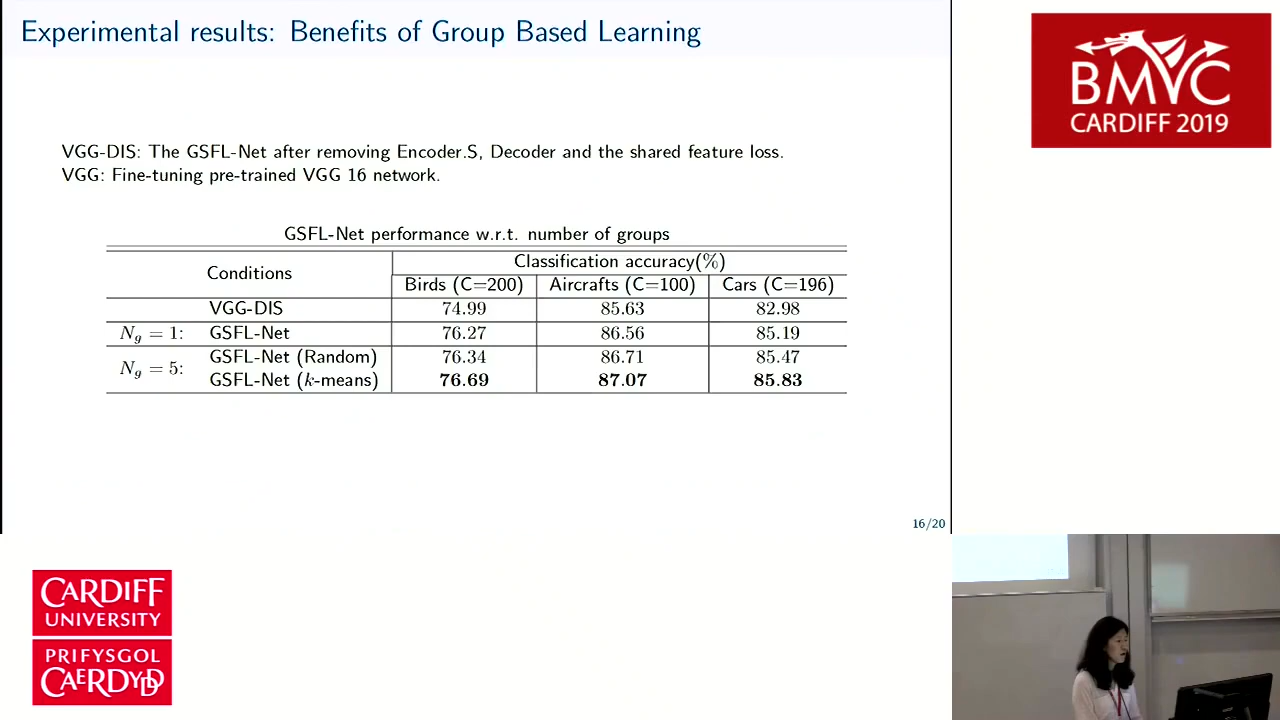 Experimental results: Benefits of Group Based Learning
BMVC
CARDIFF 2019
VGG-DIS: The GSFL-Net after removing Encoder.S, Decoder and the shared feature loss.
VGG: Fine-tuning pre-trained VGG 16 network.
GSFL-Net performance w.r.t. number of groups
Conditions Classification accuracy(%)
Birds (C=200) Aircrafts (C=100) Cars (C=196)
VGG-DIS 74.99 85.63 82.98
N_g = 1: GSFL-Net 76.27 86.56 85.19
N_g = 5: GSFL-Net (Random) 76.34 86.71 85.47
GSFL-Net (k-means) 76.69 87.07 85.83
16/20
CARDIFF
UNIVERSITY
PRIFYSGOL
CAERDYDD